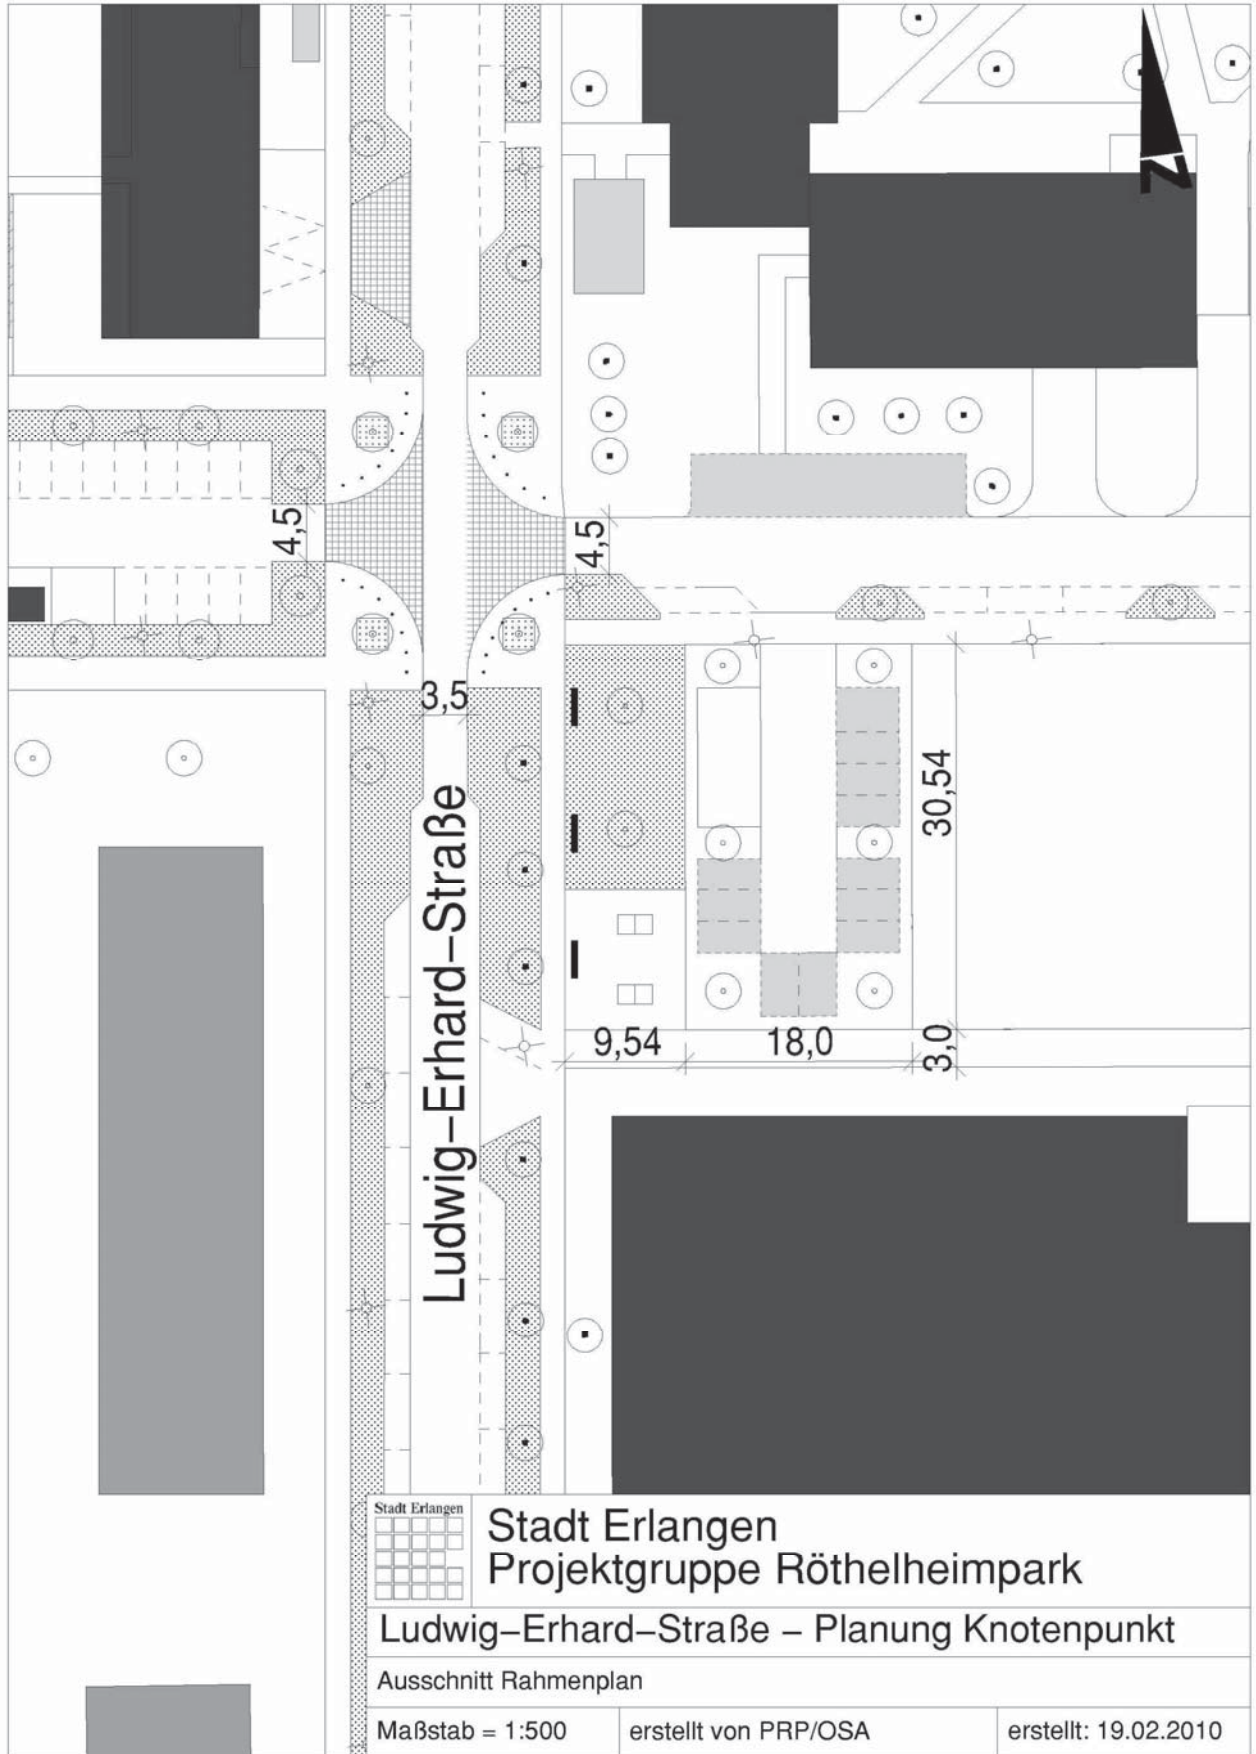 N
4,5
4,5
3,5
30,54
Ludwig–Erhard–Straße
9,54
18,0
3,0
Stadt Erlangen
Stadt Erlangen
Projektgruppe Röthelheimpark
Ludwig–Erhard–Straße – Planung Knotenpunkt
Ausschnitt Rahmenplan
Maßstab = 1:500
erstellt von PRP/OSA
erstellt: 19.02.2010